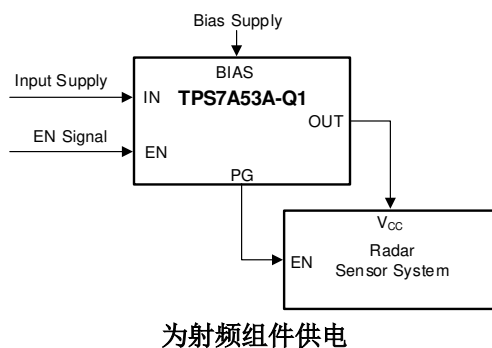 Bias Supply
BIAS
Input Supply
IN
TPS7A53A-Q1
OUT
EN Signal
EN
PG
VCC
EN
Radar
Sensor System
为射频组件供电